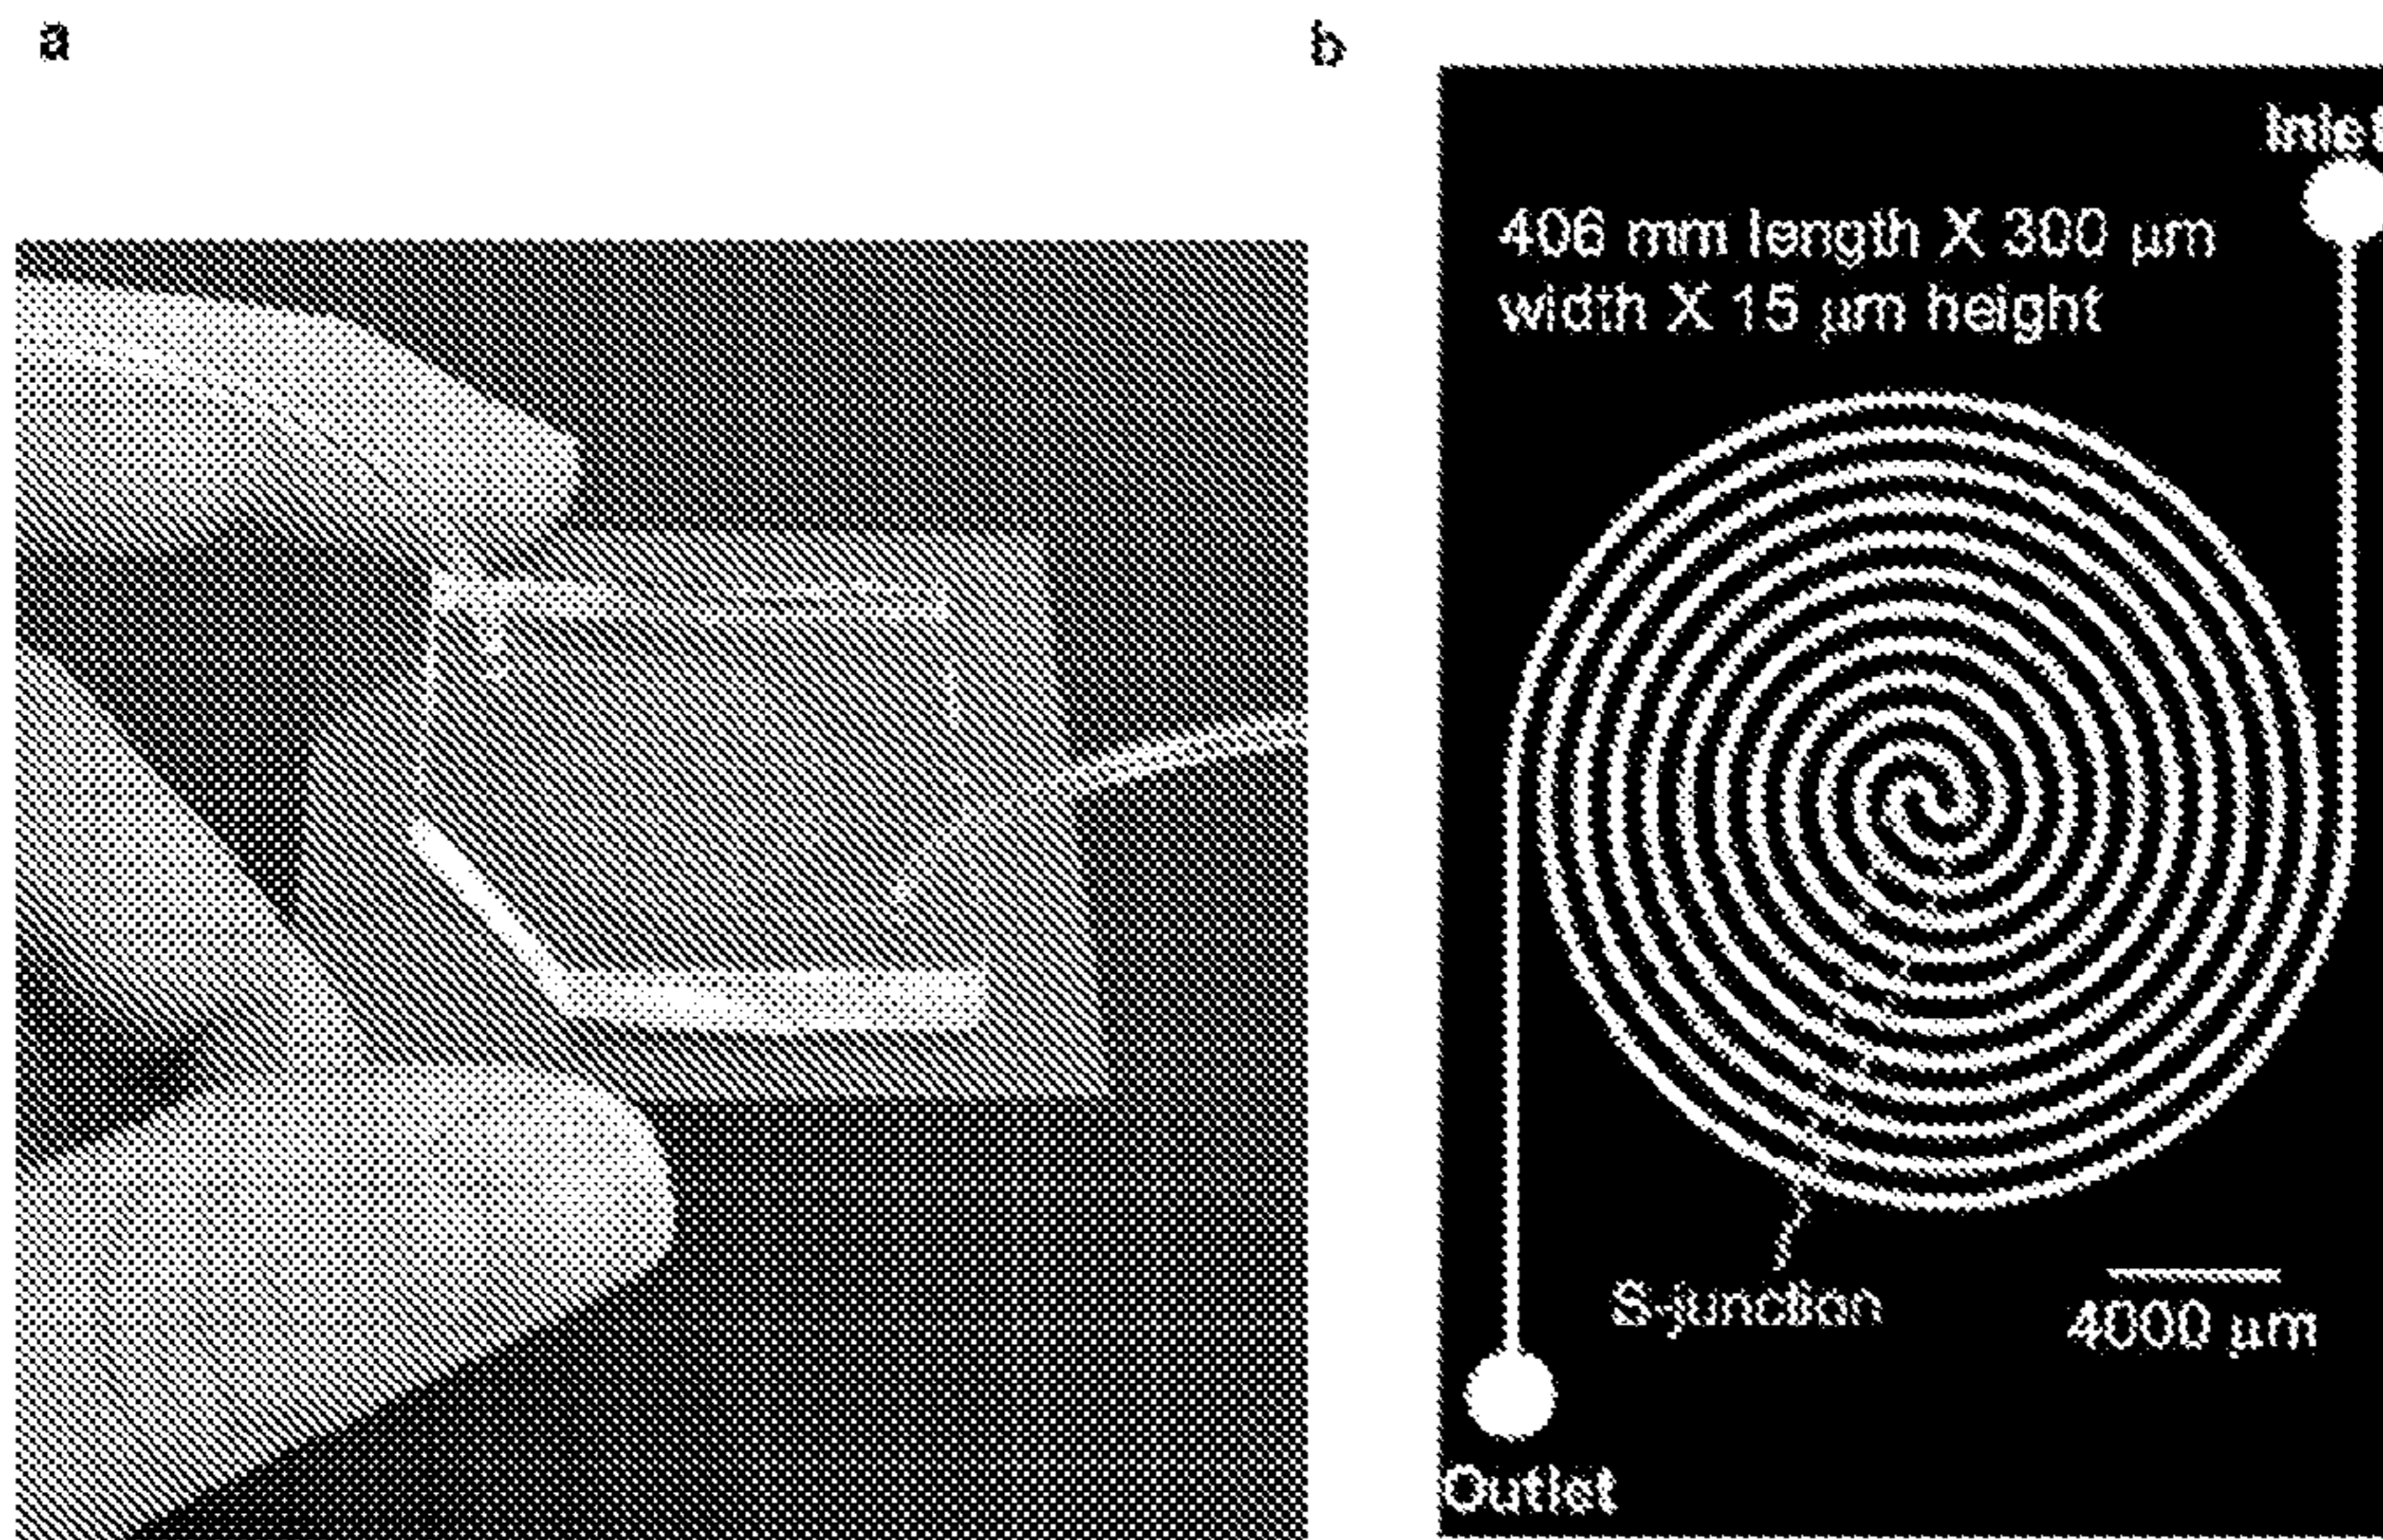 a
b
Inlet
406 mm length X 300 µm
width X 15 µm height
S-junction
4000 µm
Outlet